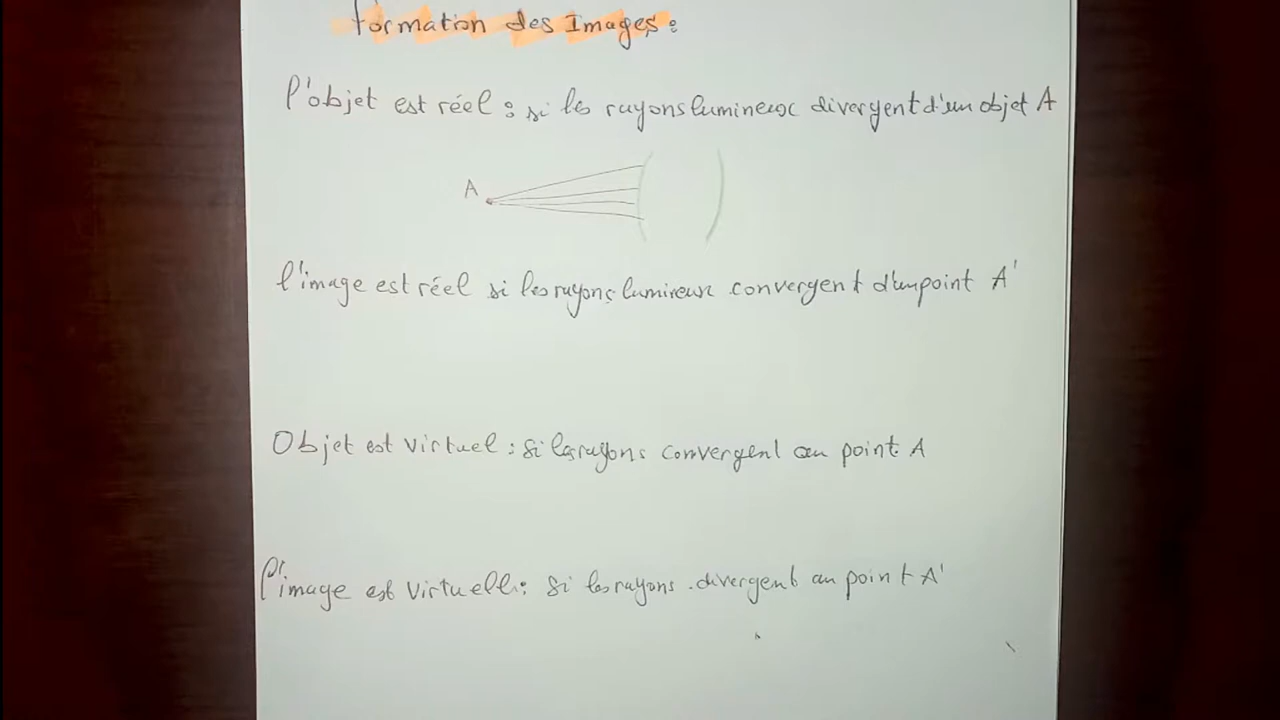 formation des Images :
l'objet est réel : si les rayons lumineux divergent d'un objet A
A
l'image est réel si les rayons lumineux convergent d'un point A'
Objet est virtuel : si les rayons convergent au point A
l'image est virtuelle : si les rayons divergent au point A'